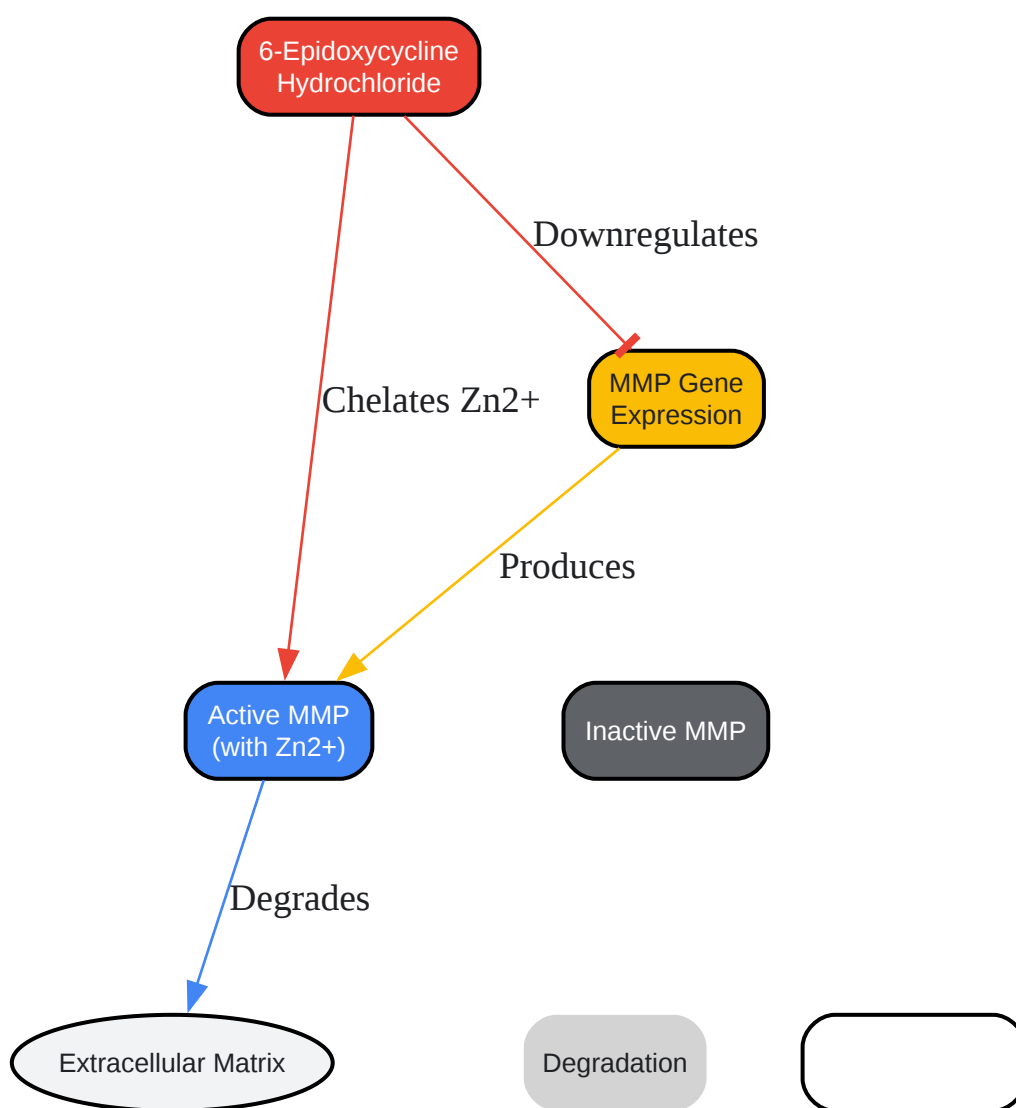 6-Epidoxycycline
Hydrochloride
Downregulates
MMP Gene
Expression
Chelates Zn2+
Produces
Active MMP
(with Zn2+)
Inactive MMP
Degrades
Extracellular Matrix
Degradation